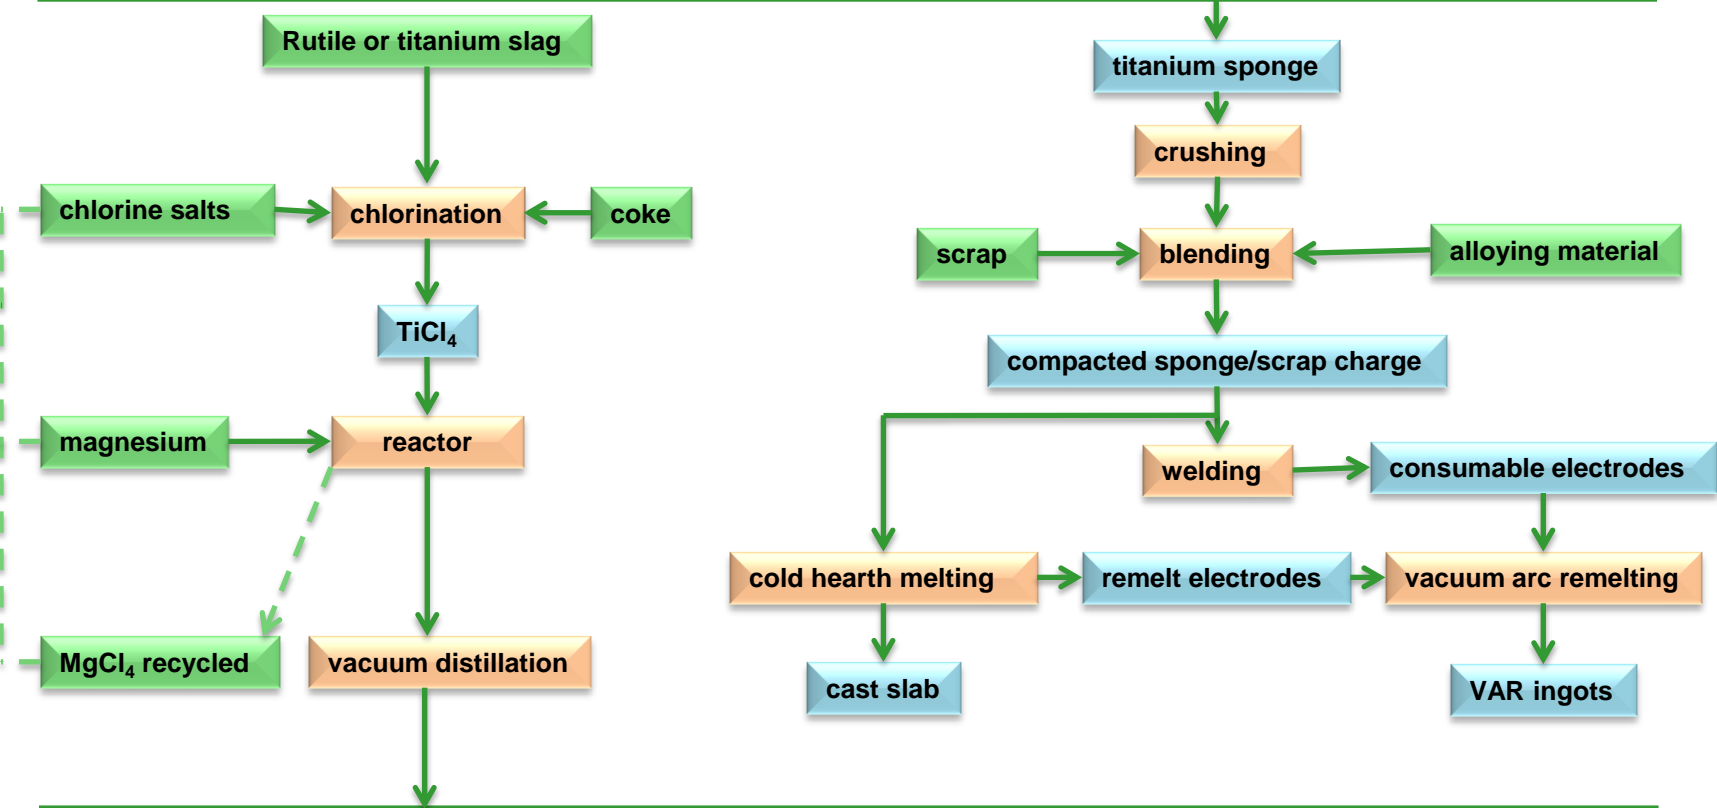 Rutile or titanium slag
chlorine salts
chlorination
coke
TiCl₄
magnesium
reactor
MgCl₄ recycled
vacuum distillation
titanium sponge
crushing
scrap
blending
alloying material
compacted sponge/scrap charge
welding
consumable electrodes
cold hearth melting
remelt electrodes
vacuum arc remelting
cast slab
VAR ingots